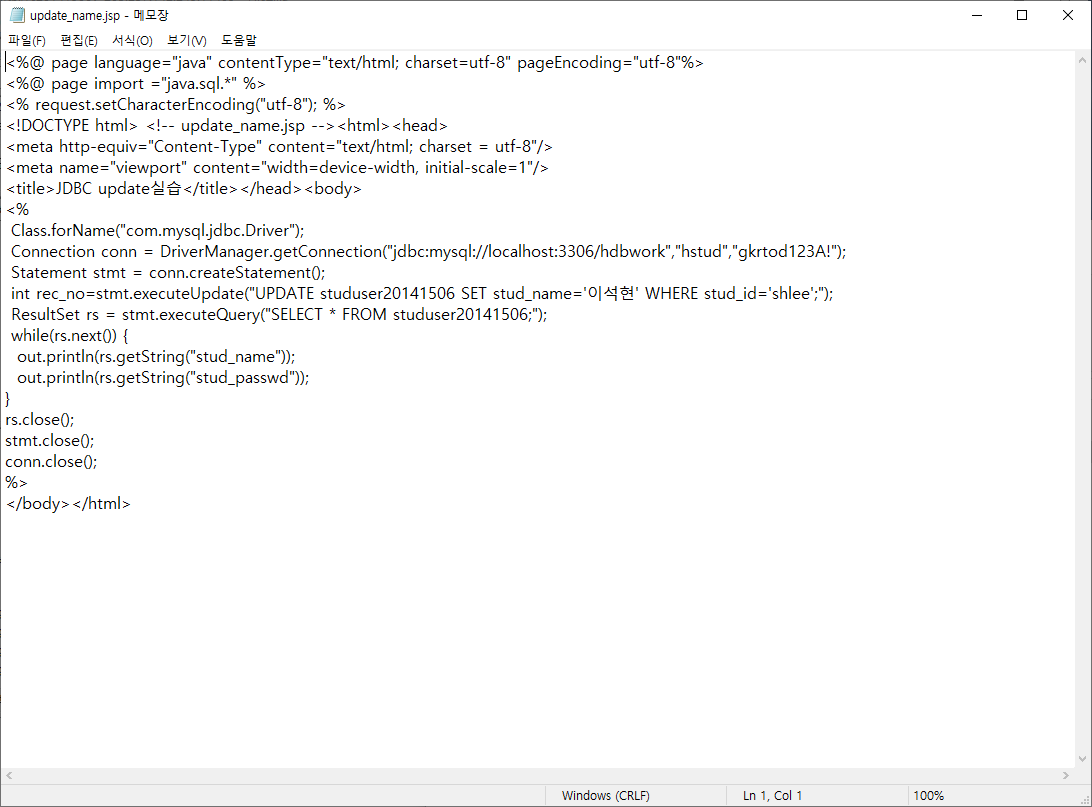 update_name.jsp - 메모장
파일(F) 편집(E) 서식(O) 보기(V) 도움말
<%@ page language="java" contentType="text/html; charset=utf-8" pageEncoding="utf-8"%>
<%@ page import ="java.sql.*" %>
<% request.setCharacterEncoding("utf-8"); %>
<!DOCTYPE html> <!-- update_name.jsp --><html><head>
<meta http-equiv="Content-Type" content="text/html; charset = utf-8"/>
<meta name="viewport" content="width=device-width, initial-scale=1"/>
<title>JDBC update실습</title></head><body>
<%
 Class.forName("com.mysql.jdbc.Driver");
 Connection conn = DriverManager.getConnection("jdbc:mysql://localhost:3306/hdbwork","hstud","gkrtod123A!");
 Statement stmt = conn.createStatement();
 int rec_no=stmt.executeUpdate("UPDATE studuser20141506 SET stud_name='이석현' WHERE stud_id='shlee';");
 ResultSet rs = stmt.executeQuery("SELECT * FROM studuser20141506;");
 while(rs.next()) {
  out.println(rs.getString("stud_name"));
  out.println(rs.getString("stud_passwd"));
}
rs.close();
stmt.close();
conn.close();
%>
</body></html>
Windows (CRLF) Ln 1, Col 1 100%